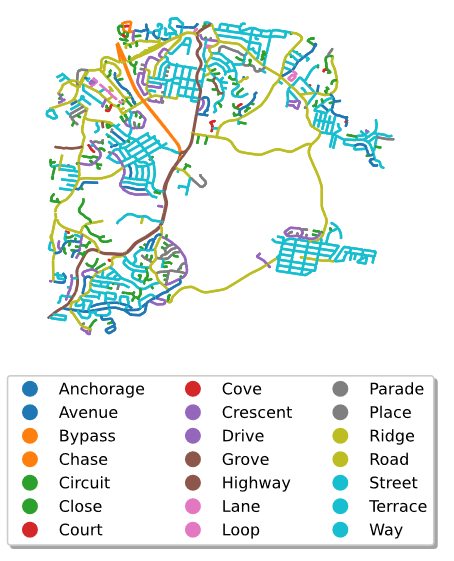 Anchorage
Avenue
Bypass
Chase
Circuit
Close
Court
Cove
Crescent
Drive
Grove
Highway
Lane
Loop
Parade
Place
Ridge
Road
Street
Terrace
Way